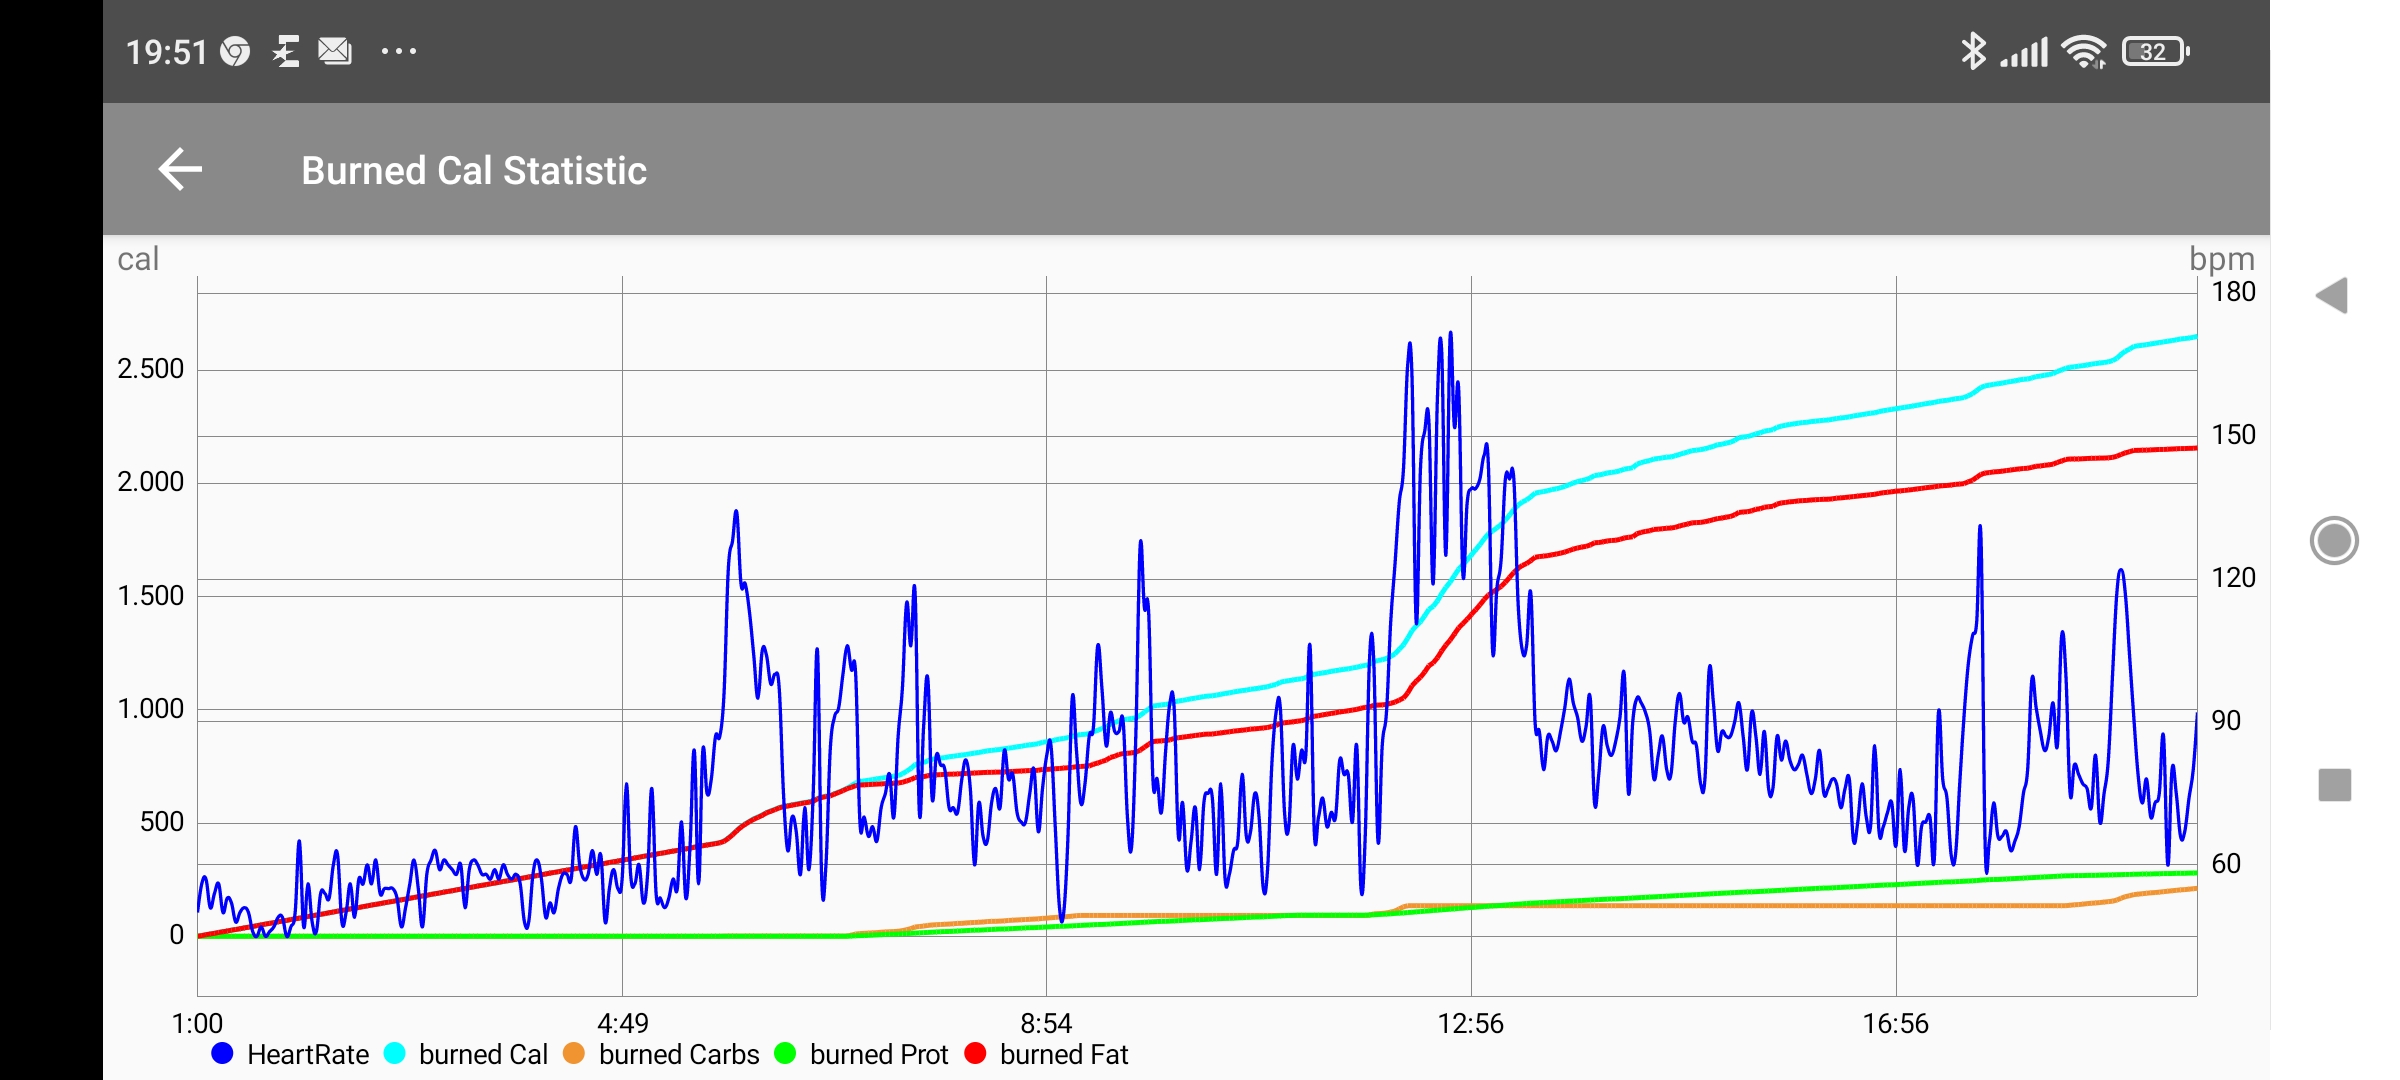 19:51 ... 32
Burned Cal Statistic
cal bpm
180
2.500
150
2.000
120
1.500
1.000
90
500
60
0
1:00 4:49 8:54 12:56 16:56
HeartRate burned Cal burned Carbs burned Prot burned Fat